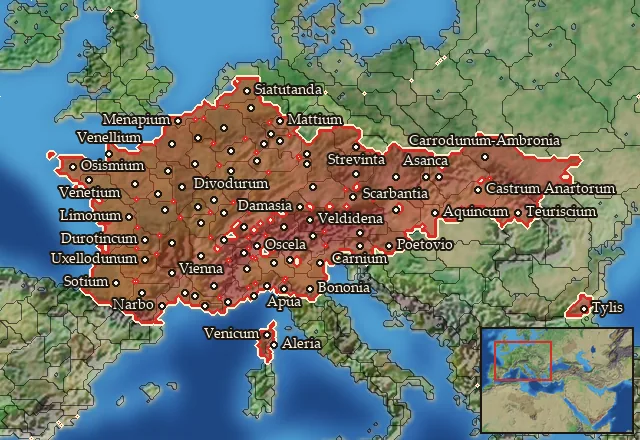 Siatutanda
Menapium
Mattium
Venellium
Carrodunum-Ambronia
Osismium
Strevinta
Asanca
Divodurum
Venetium
Scarbantia
Castrum Anartorum
Damasia
Limonum
Veldidena
Aquincum
Teuriscium
Durotincum
Oscela
Poetovio
Uxellodunum
Carnium
Vienna
Sotium
Bononia
Narbo
Apua
Tylis
Venicum
Aleria